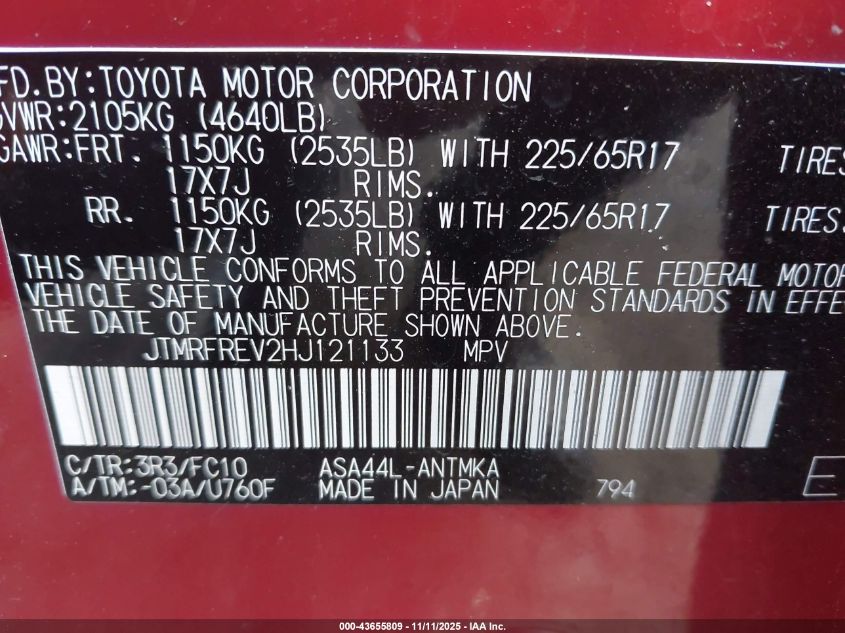 FD. BY: TOYOTA MOTOR CORPORATION
GVWR: 2105KG (4640LB)
GAWR: FRT. 1150KG (2535LB) WITH 225/65R17 TIRES
17X7J RIMS.
RR. 1150KG (2535LB) WITH 225/65R17 TIRES
17X7J RIMS.
THIS VEHICLE CONFORMS TO ALL APPLICABLE FEDERAL MOTOR
VEHICLE SAFETY AND THEFT PREVENTION STANDARDS IN EFFE
THE DATE OF MANUFACTURE SHOWN ABOVE.
JTMRFREV2HJ121133 MPV
C/TR: 3R3/FC10 ASA44L-ANTMKA
A/TM: -03A/U760F MADE IN JAPAN 794 E
000-43655809 - 11/11/2025 - IAA Inc.